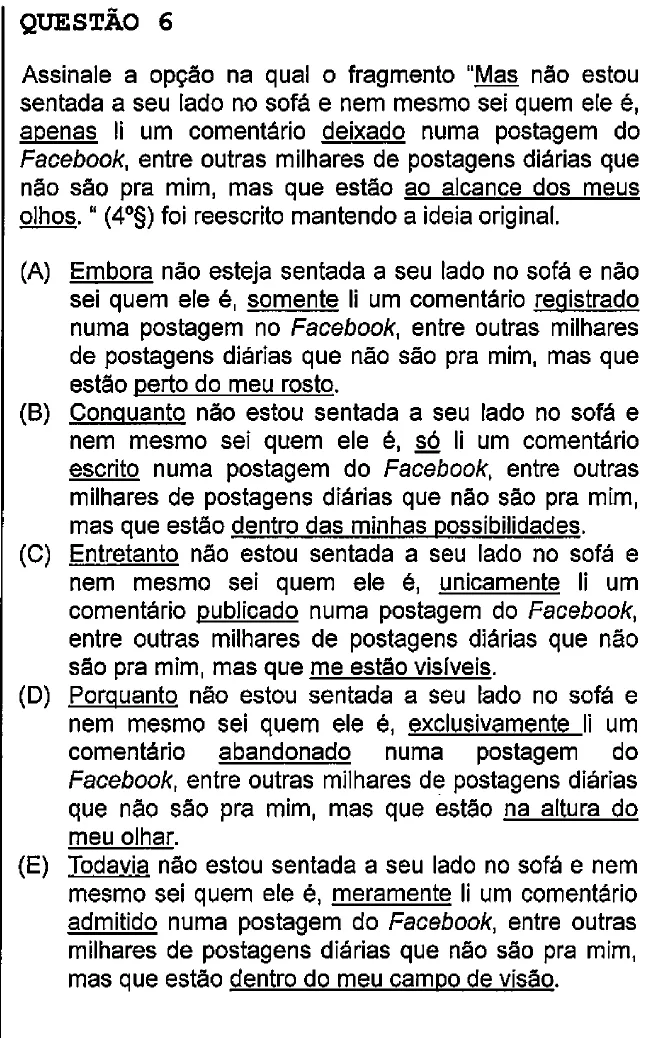 QUESTÃO 6
Assinale a opção na qual o fragmento "Mas não estou
sentada a seu lado no sofá e nem mesmo sei quem ele é,
apenas li um comentário deixado numa postagem do
Facebook, entre outras milhares de postagens diárias que
não são pra mim, mas que estão ao alcance dos meus
olhos. " (4º§) foi reescrito mantendo a ideia original.
(A) Embora não esteja sentada a seu lado no sofá e não
sei quem ele é, somente li um comentário registrado
numa postagem no Facebook, entre outras milhares
de postagens diárias que não são pra mim, mas que
estão perto do meu rosto.
(B) Conquanto não estou sentada a seu lado no sofá e
nem mesmo sei quem ele é, só li um comentário
escrito numa postagem do Facebook, entre outras
milhares de postagens diárias que não são pra mim,
mas que estão dentro das minhas possibilidades.
(C) Entretanto não estou sentada a seu lado no sofá e
nem mesmo sei quem ele é, unicamente li um
comentário publicado numa postagem do Facebook,
entre outras milhares de postagens diárias que não
são pra mim, mas que me estão visíveis.
(D) Porquanto não estou sentada a seu lado no sofá e
nem mesmo sei quem ele é, exclusivamente li um
comentário abandonado numa postagem do
Facebook, entre outras milhares de postagens diárias
que não são pra mim, mas que estão na altura do
meu olhar.
(E) Todavia não estou sentada a seu lado no sofá e nem
mesmo sei quem ele é, meramente li um comentário
admitido numa postagem do Facebook, entre outras
milhares de postagens diárias que não são pra mim,
mas que estão dentro do meu campo de visão.